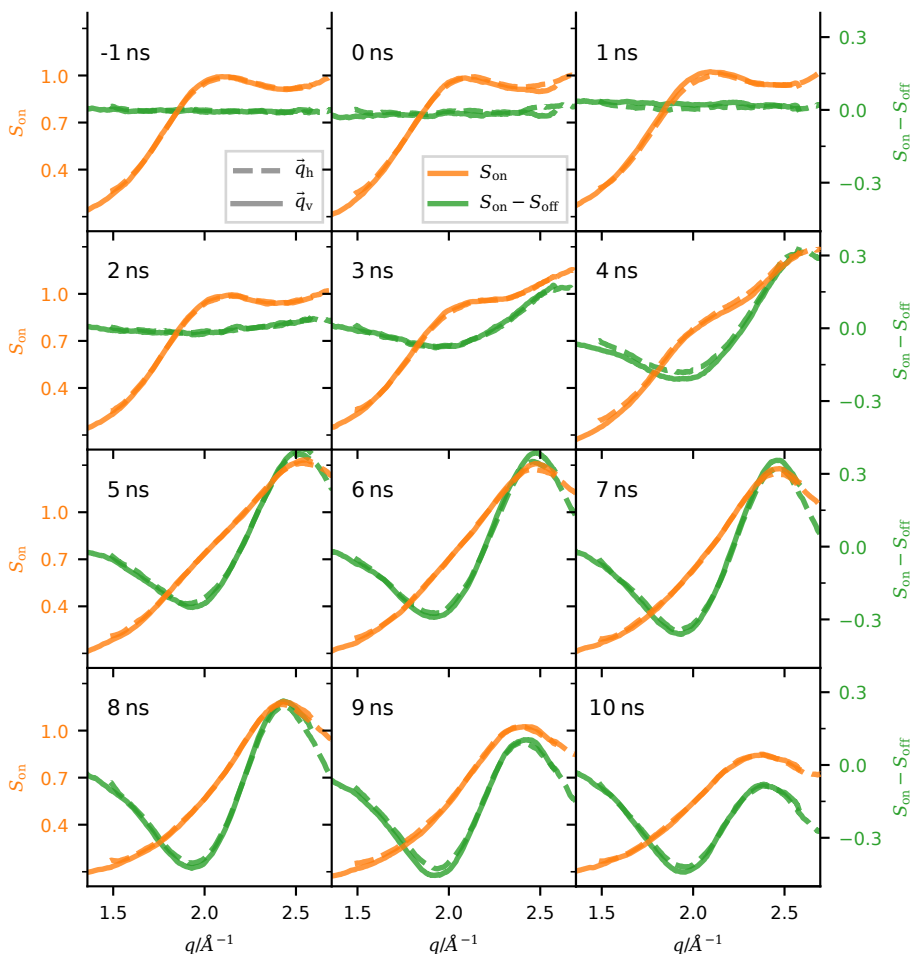 -1 ns
0 ns
1 ns
0.3
1.0
0.7
0.4
S_on
0.0
−0.3
S_on − S_off
q⃗_h
q⃗_v
S_on
S_on − S_off
2 ns
3 ns
4 ns
0.3
1.0
0.7
0.4
S_on
0.0
−0.3
S_on − S_off
5 ns
6 ns
7 ns
0.3
1.0
0.7
0.4
S_on
0.0
−0.3
S_on − S_off
8 ns
9 ns
10 ns
0.3
1.0
0.7
0.4
S_on
0.0
−0.3
S_on − S_off
1.5 2.0 2.5
1.5 2.0 2.5
1.5 2.0 2.5
q/Å⁻¹
q/Å⁻¹
q/Å⁻¹